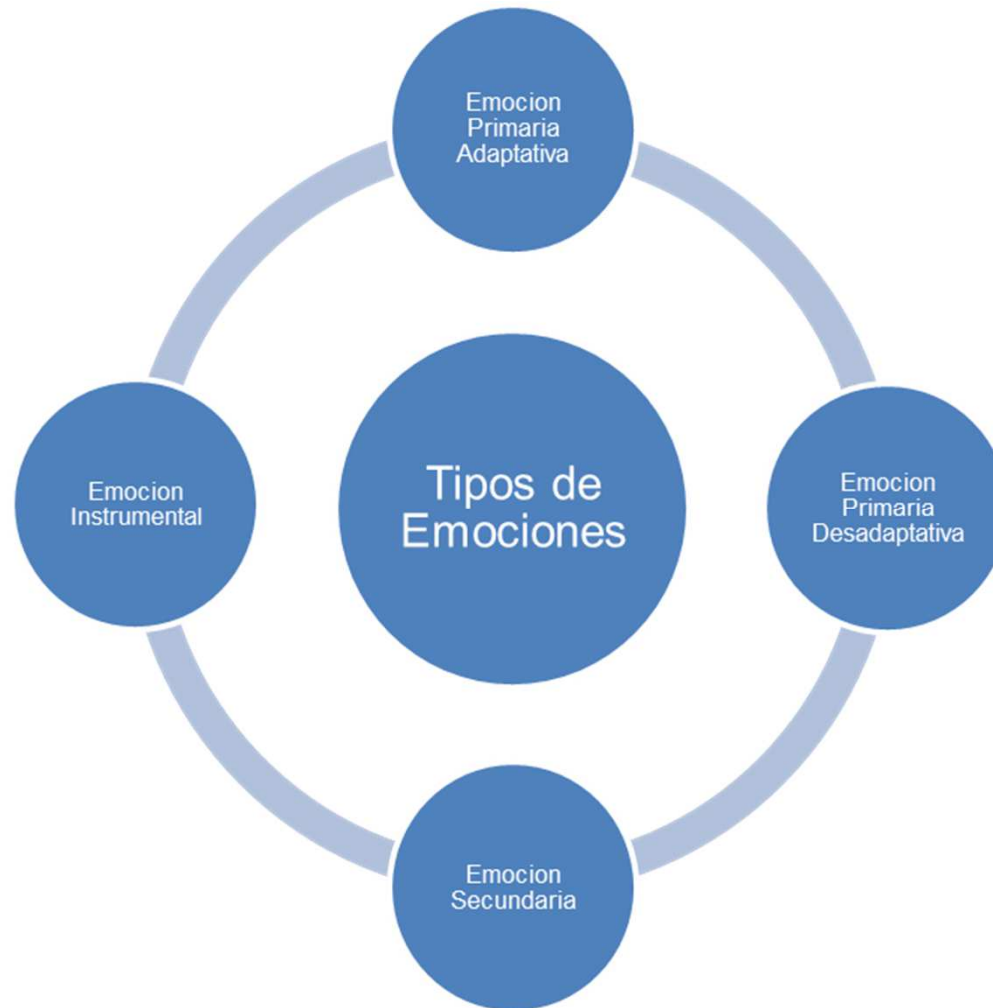 Emocion
Primaria
Adaptativa
Emocion
Instrumental
Tipos de
Emociones
Emocion
Primaria
Desadaptativa
Emocion
Secundaria